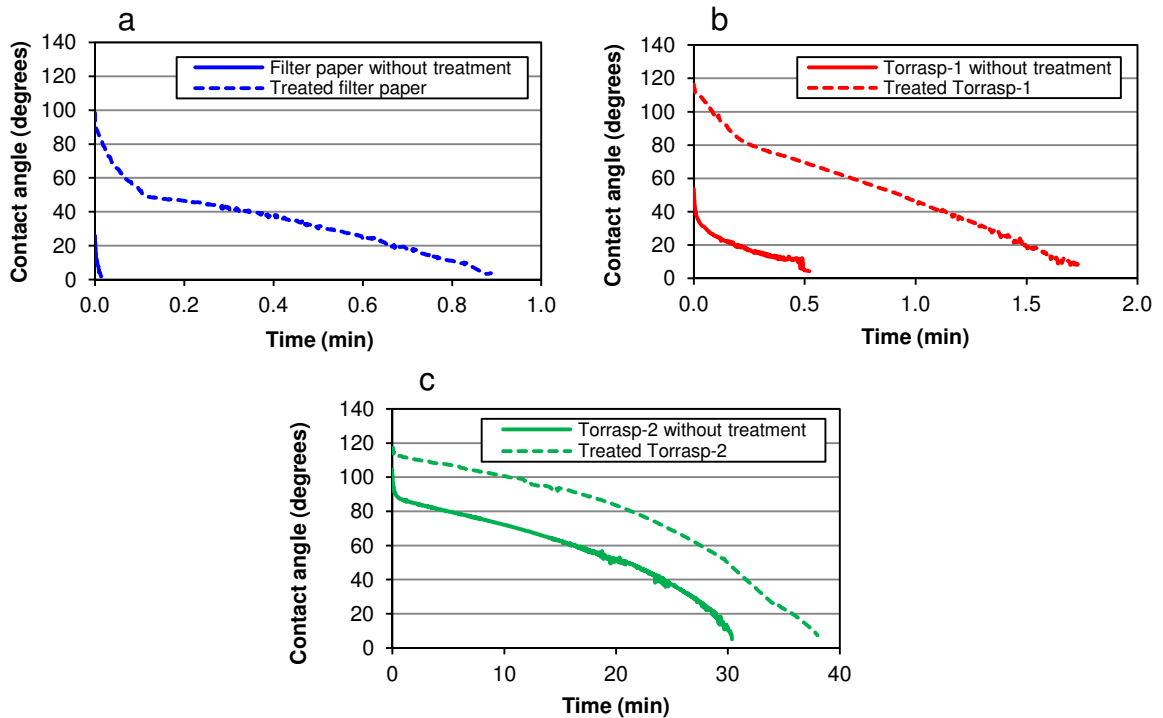 a
Contact angle (degrees)
140
120
100
80
60
40
20
0
Filter paper without treatment
Treated filter paper
0.0 0.2 0.4 0.6 0.8 1.0
Time (min)
b
Contact angle (degrees)
140
120
100
80
60
40
20
0
Torrasp-1 without treatment
Treated Torrasp-1
0.0 0.5 1.0 1.5 2.0
Time (min)
c
Contact angle (degrees)
140
120
100
80
60
40
20
0
Torrasp-2 without treatment
Treated Torrasp-2
0 10 20 30 40
Time (min)